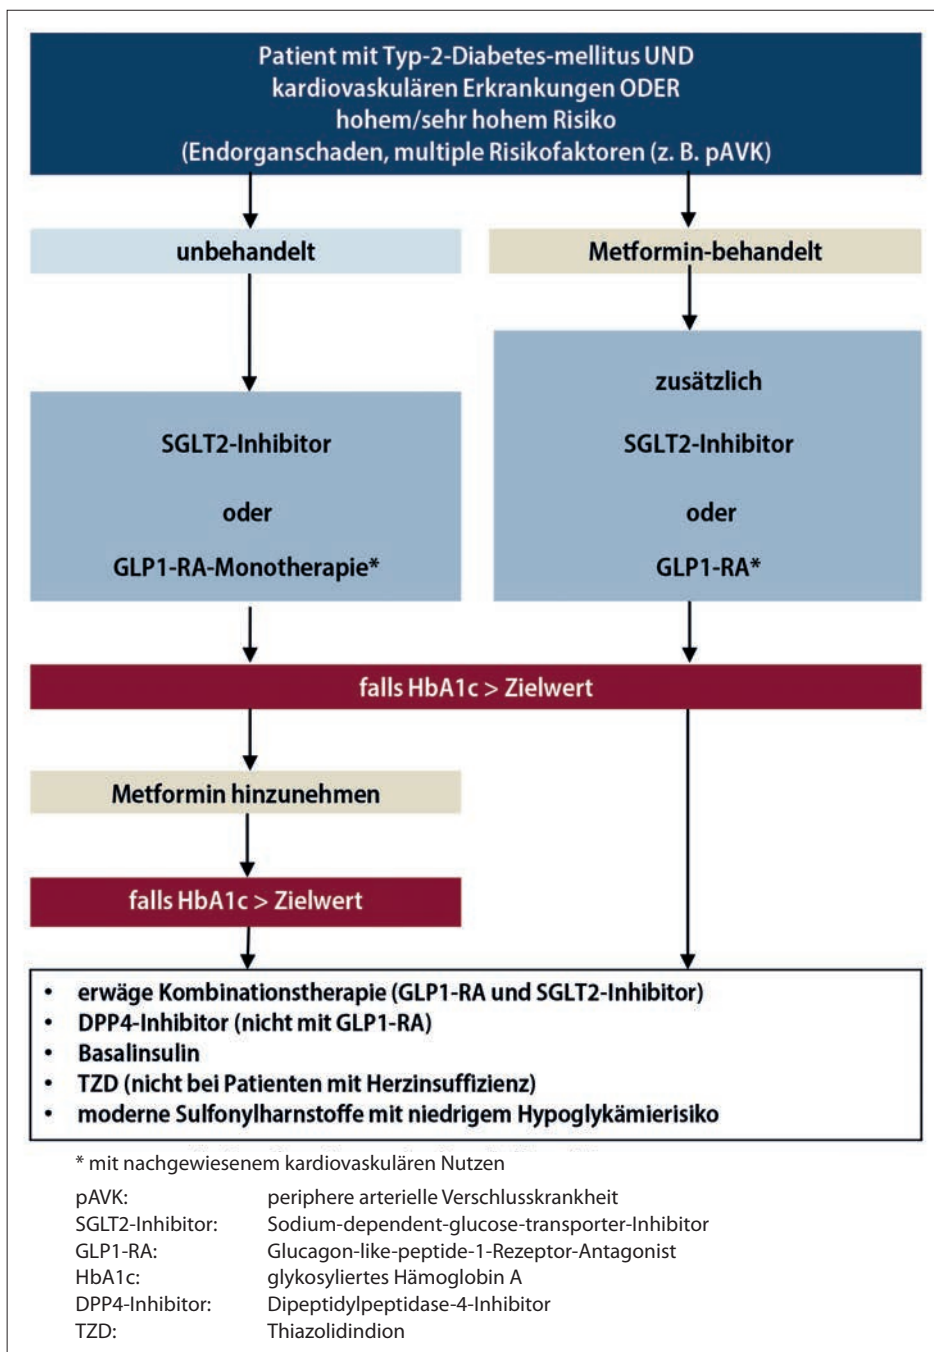 Patient mit Typ-2-Diabetes-mellitus UND
kardiovaskulären Erkrankungen ODER
hohem/sehr hohem Risiko
(Endorganschaden, multiple Risikofaktoren (z. B. pAVK)
unbehandelt
Metformin-behandelt
SGLT2-Inhibitor
oder
GLP1-RA-Monotherapie*
zusätzlich
SGLT2-Inhibitor
oder
GLP1-RA*
falls HbA1c > Zielwert
Metformin hinzunehmen
falls HbA1c > Zielwert
• erwäge Kombinationstherapie (GLP1-RA und SGLT2-Inhibitor)
• DPP4-Inhibitor (nicht mit GLP1-RA)
• Basalinsulin
• TZD (nicht bei Patienten mit Herzinsuffizienz)
• moderne Sulfonylharnstoffe mit niedrigem Hypoglykämierisiko
* mit nachgewiesenem kardiovaskulären Nutzen
pAVK: periphere arterielle Verschlusskrankheit
SGLT2-Inhibitor: Sodium-dependent-glucose-transporter-Inhibitor
GLP1-RA: Glucagon-like-peptide-1-Rezeptor-Antagonist
HbA1c: glykosyliertes Hämoglobin A
DPP4-Inhibitor: Dipeptidylpeptidase-4-Inhibitor
TZD: Thiazolidindion